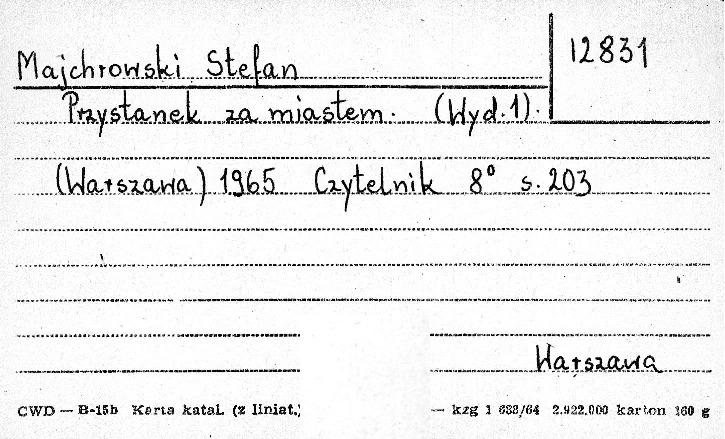 Majchrowski Stefan
12831
Przystanek za miastem. (Wyd. 1).
(Warszawa) 1965 Czytelnik 8° s. 203
Warszawa
CWD — B-15b Karta katal. (z liniat.) — kzg 1 633/64 2.922.000 karton 160 g